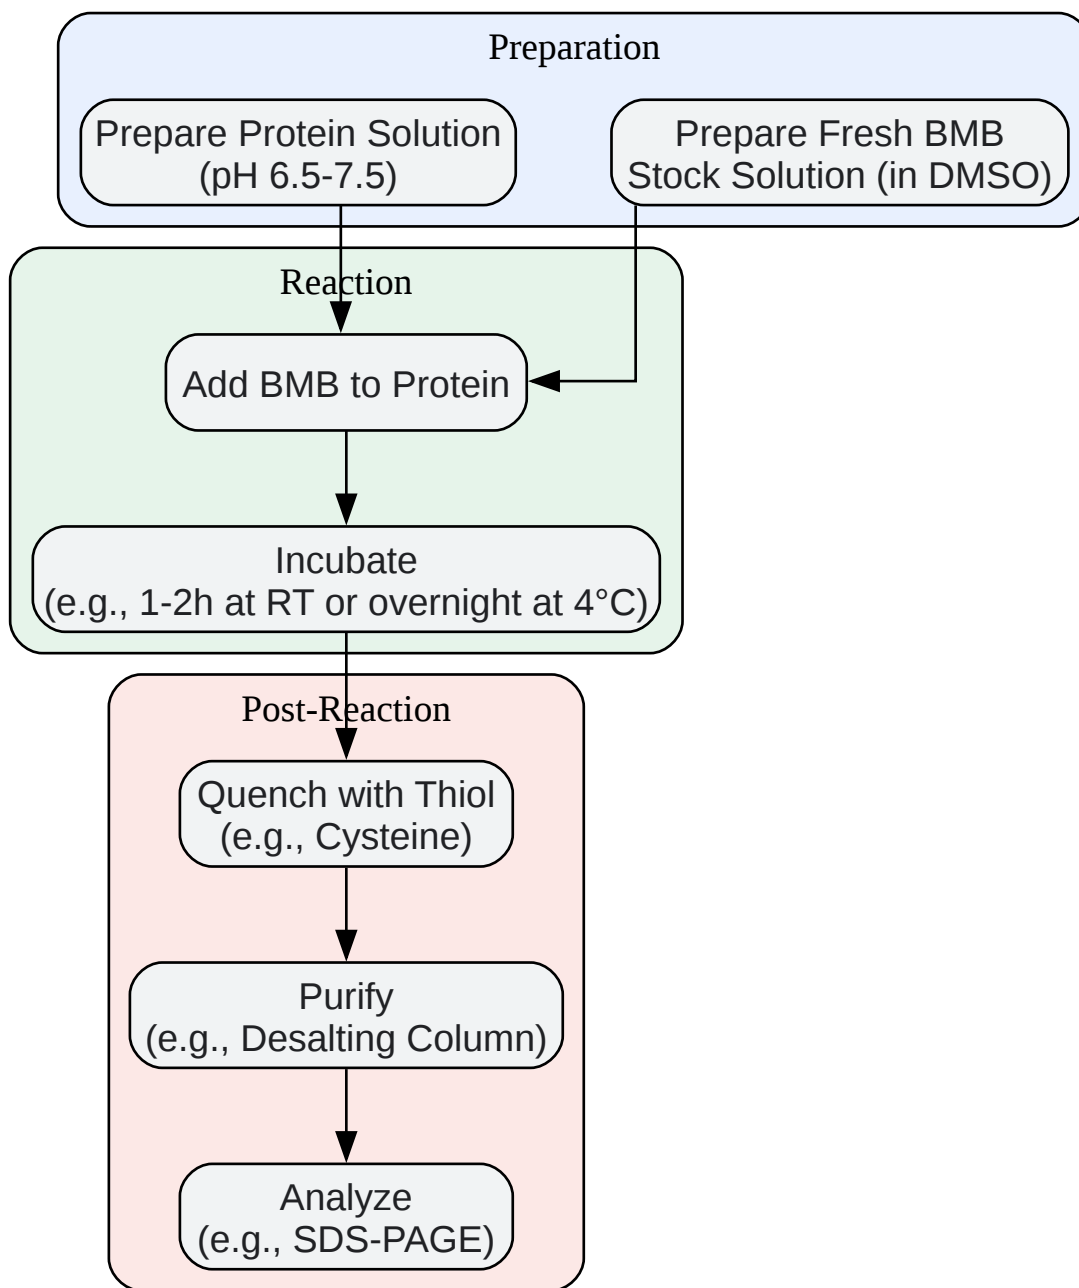 Preparation
Prepare Protein Solution
(pH 6.5-7.5)
Prepare Fresh BMB
Stock Solution (in DMSO)
Reaction
Add BMB to Protein
Incubate
(e.g., 1-2h at RT or overnight at 4°C)
Post-Reaction
Quench with Thiol
(e.g., Cysteine)
Purify
(e.g., Desalting Column)
Analyze
(e.g., SDS-PAGE)